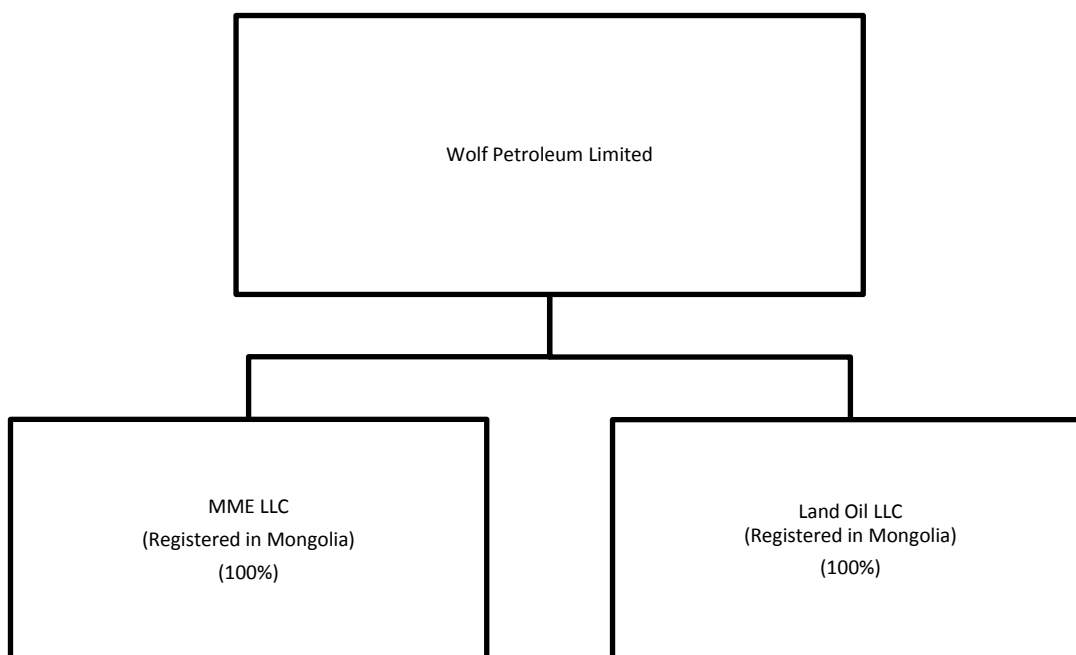 Wolf Petroleum Limited
MME LLC
(Registered in Mongolia)
(100%)
Land Oil LLC
(Registered in Mongolia)
(100%)